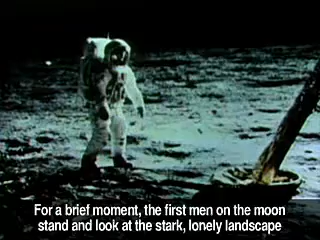 For a brief moment, the first men on the moon
stand and look at the stark, lonely landscape